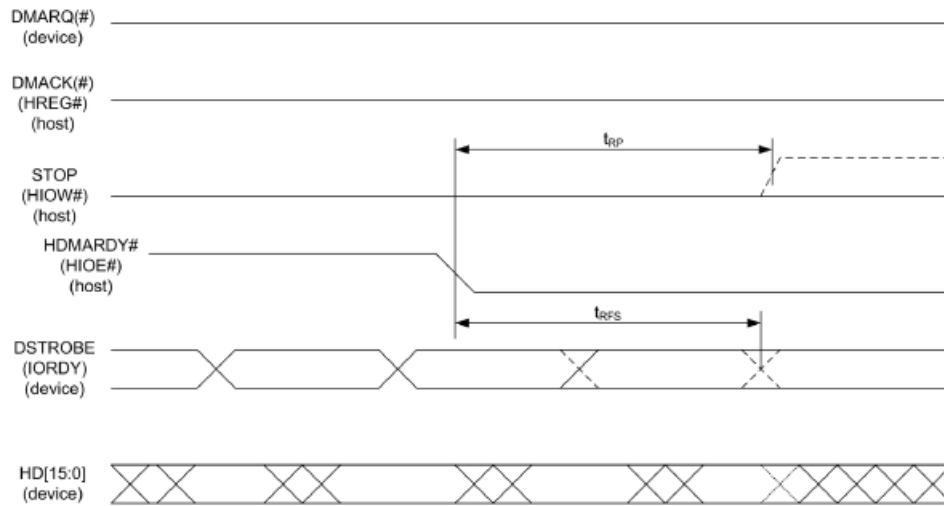 DMARQ(#)
(device)
DMACK(#)
(HREG#)
(host)
tRP
STOP
(HIOW#)
(host)
HDMARDY#
(HIOE#)
(host)
tRFS
DSTROBE
(IORDY)
(device)
HD[15:0]
(device)